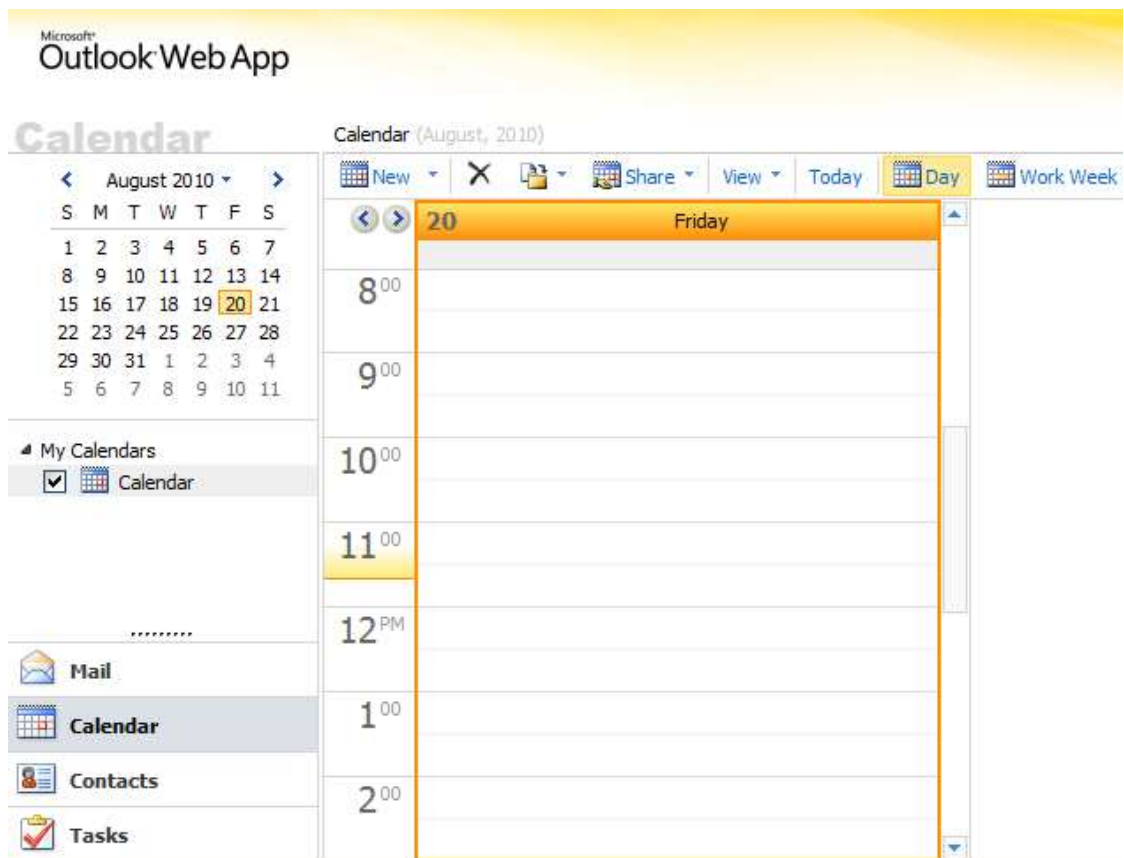 Microsoft®
Outlook Web App
Calendar
Calendar (August, 2010)
August 2010
S M T W T F S
1 2 3 4 5 6 7
8 9 10 11 12 13 14
15 16 17 18 19 20 21
22 23 24 25 26 27 28
29 30 31 1 2 3 4
5 6 7 8 9 10 11
My Calendars
Calendar
Mail
Calendar
Contacts
Tasks
New Share View Today Day Work Week
20 Friday
8 00
9 00
10 00
11 00
12 PM
1 00
2 00